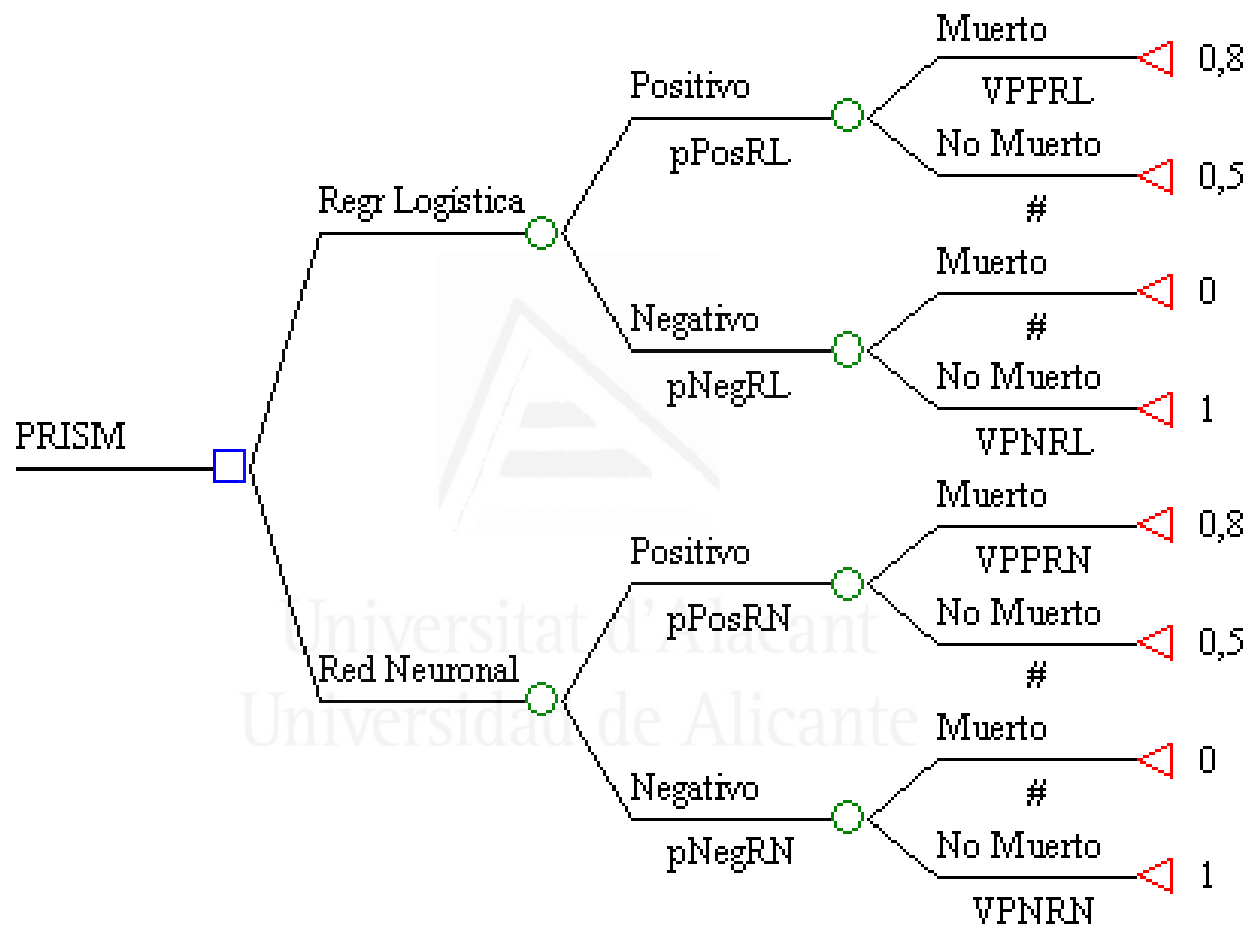 Muerto
0,8
VPPRL
Positivo
pPosRL
No Muerto
0,5
#
Regr Logística
Muerto
0
#
Negativo
pNegRL
No Muerto
1
VPNRL
PRISM
Muerto
0,8
VPPRN
Positivo
pPosRN
No Muerto
0,5
#
Universitat d'Alacant
Red Neuronal
Universidad de Alicante
Muerto
0
#
Negativo
pNegRN
No Muerto
1
VPNRN